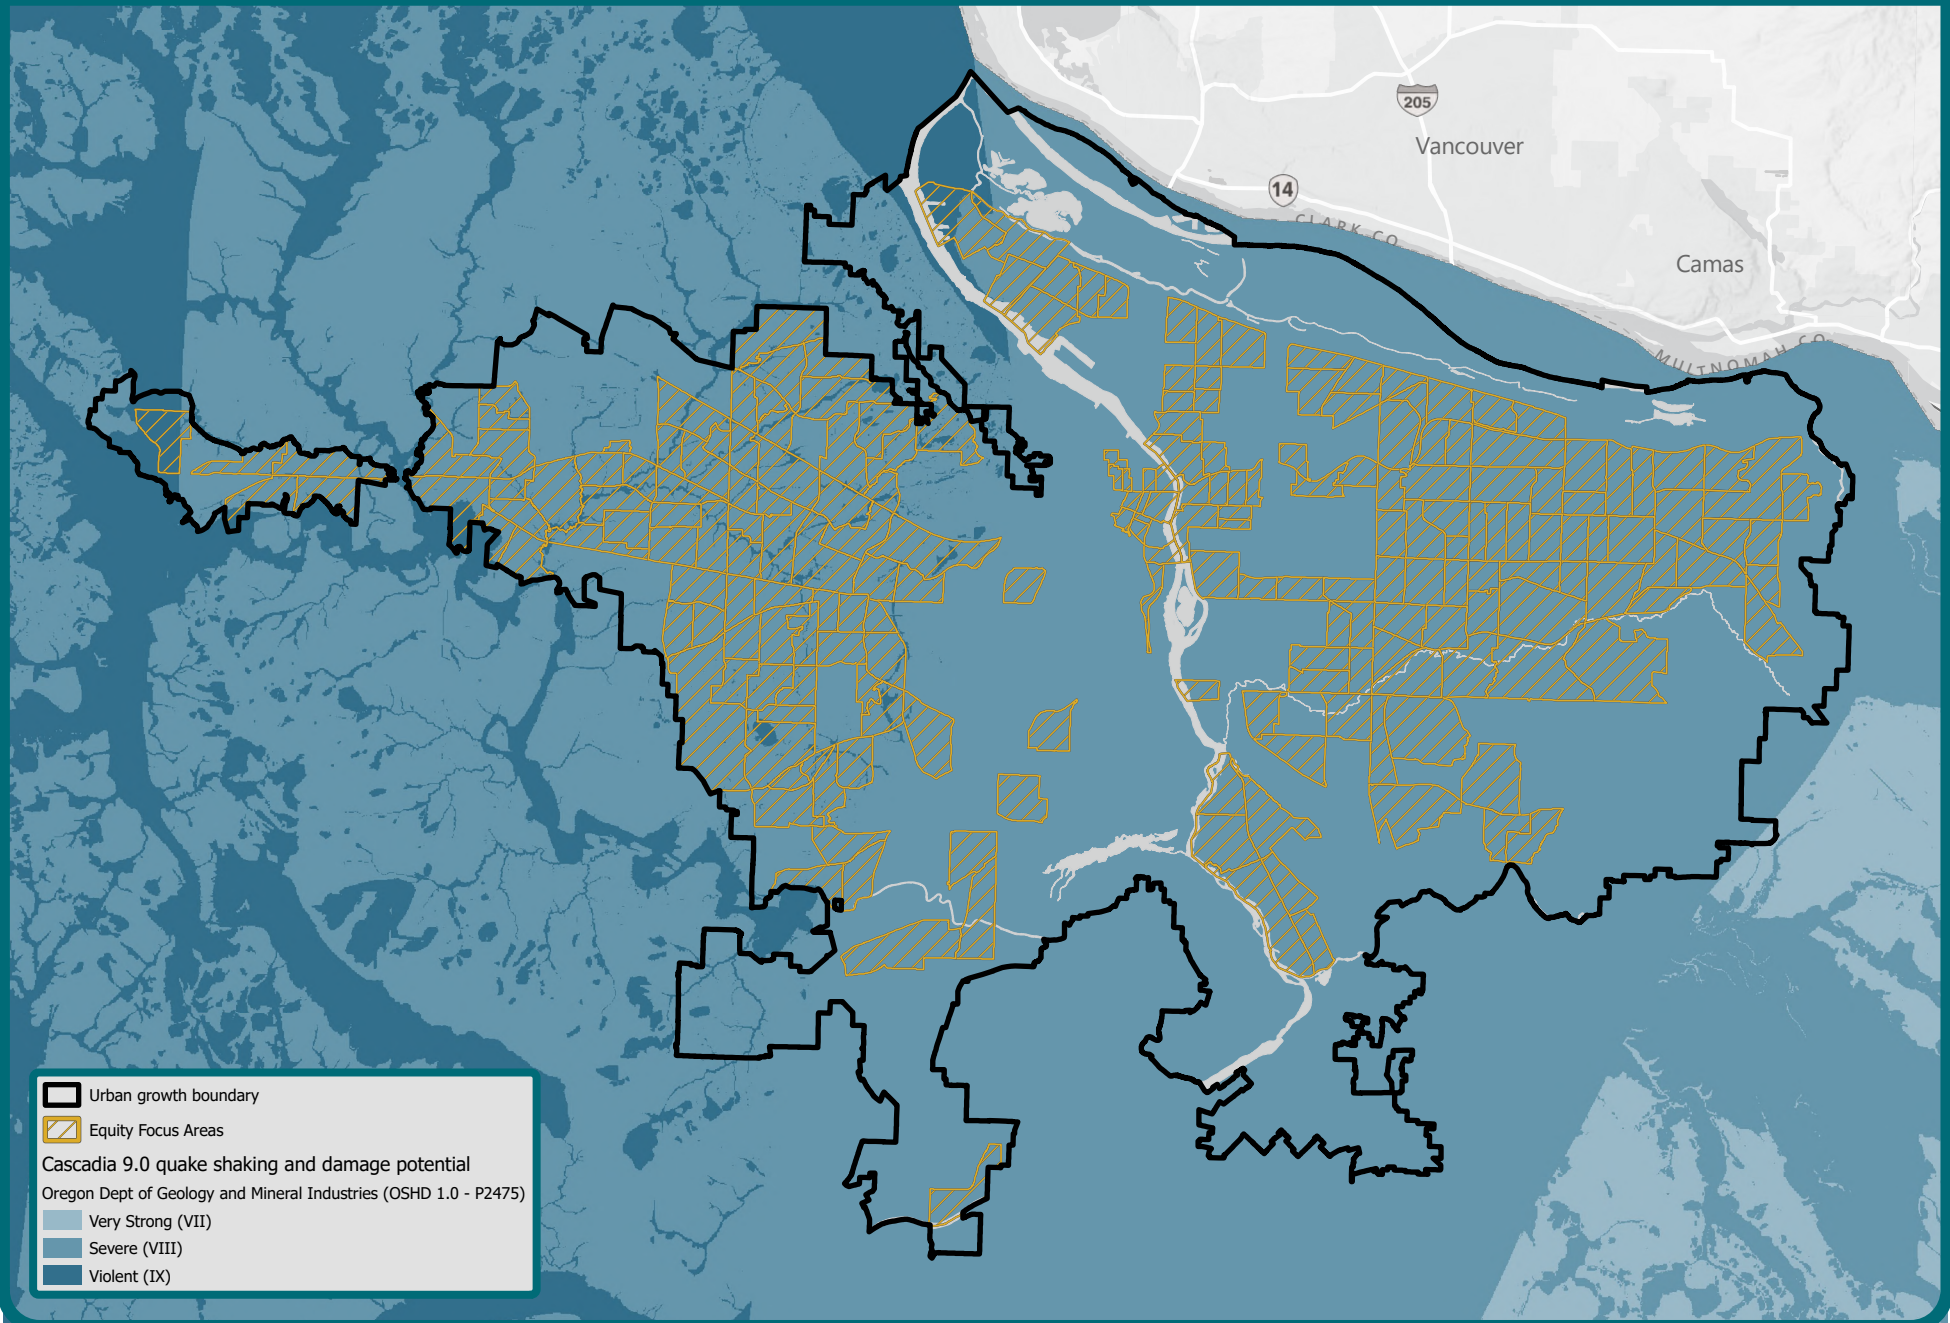 205
Vancouver
14
CLARK CO
Camas
MULTNOMAH CO
Urban growth boundary
Equity Focus Areas
Cascadia 9.0 quake shaking and damage potential
Oregon Dept of Geology and Mineral Industries (OSHD 1.0 - P2475)
Very Strong (VII)
Severe (VIII)
Violent (IX)